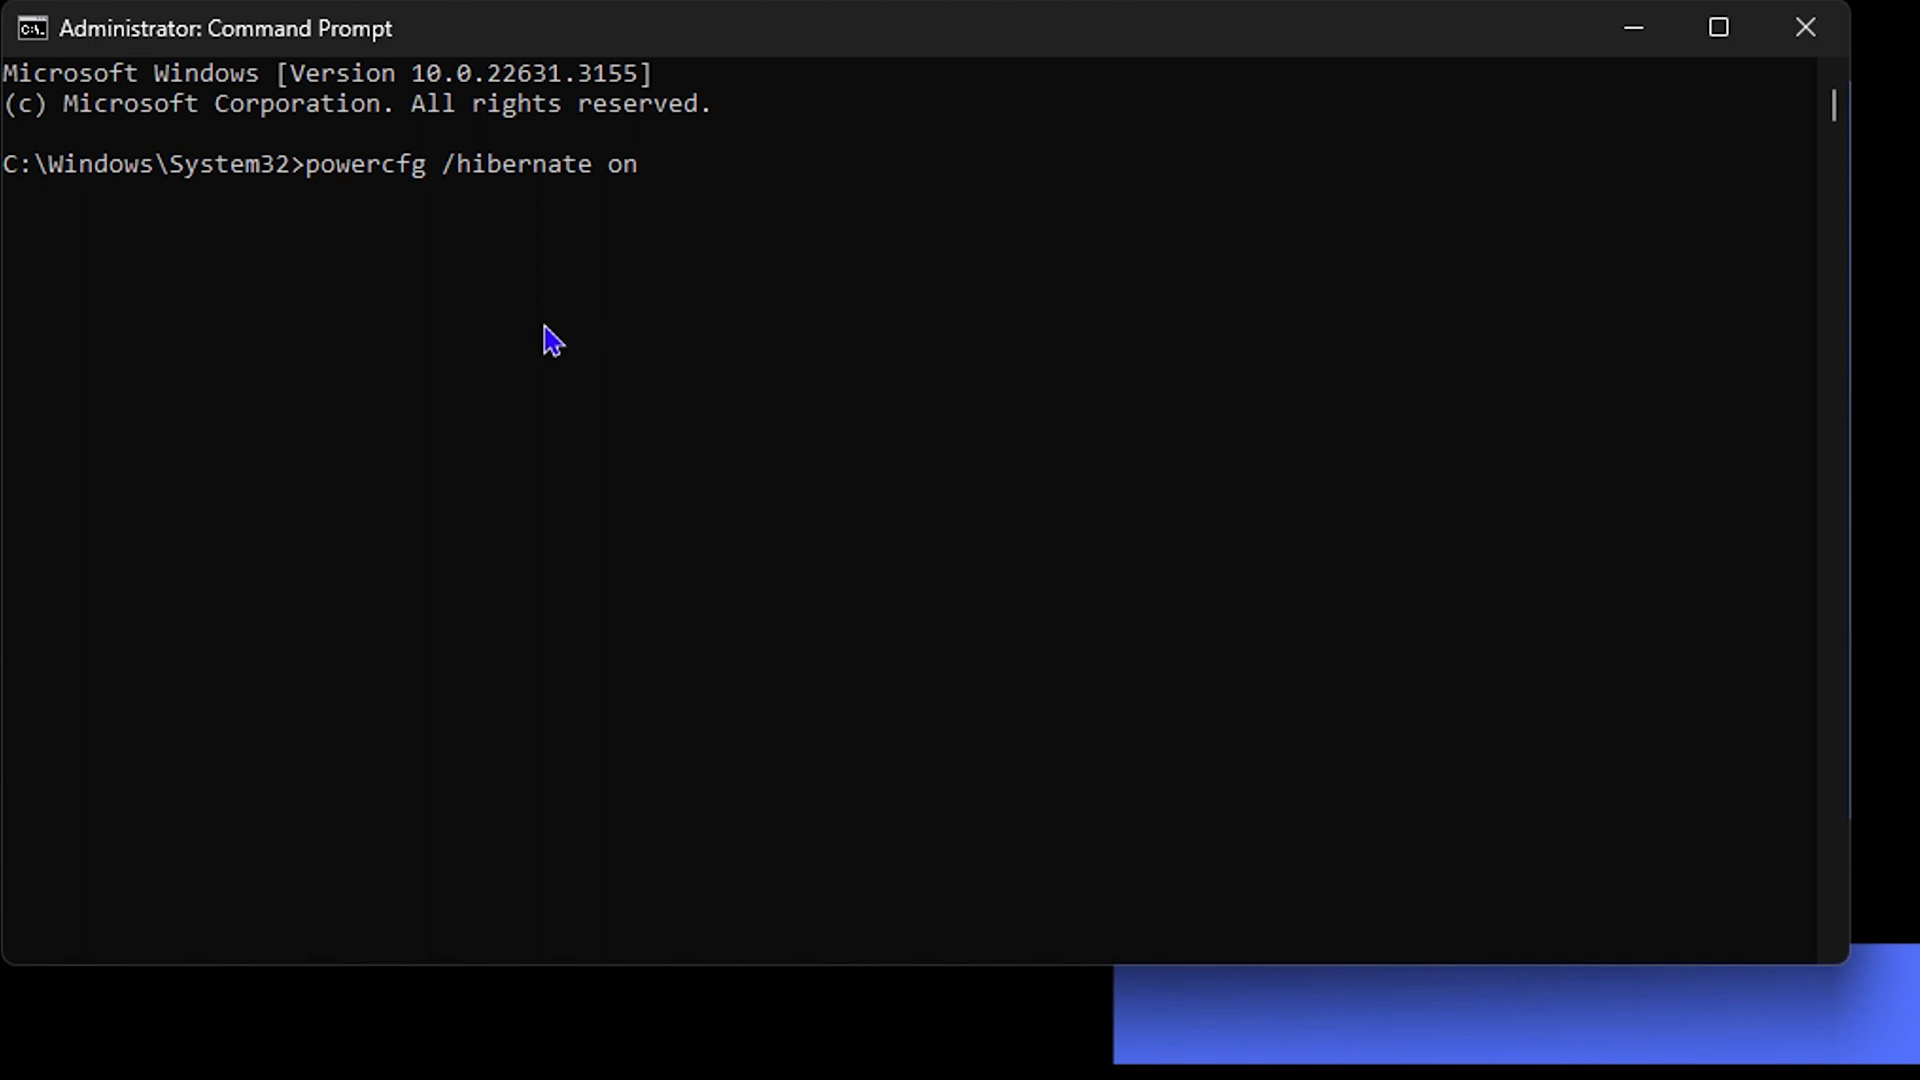 Administrator: Command Prompt
Microsoft Windows [Version 10.0.22631.3155]
(c) Microsoft Corporation. All rights reserved.
C:\Windows\System32>powercfg /hibernate on